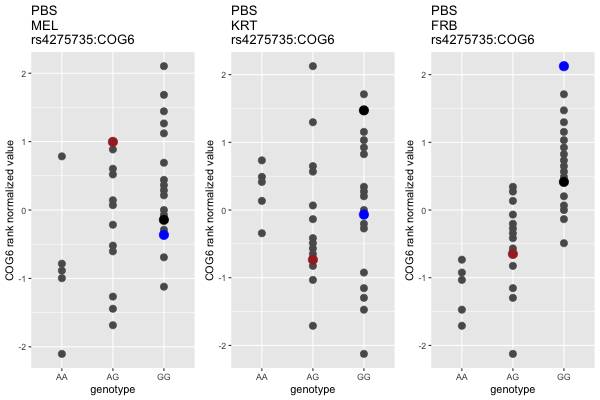 PBS
MEL
rs4275735:COG6
COG6 rank normalized value
2
1
0
-1
-2
AA AG GG
genotype
PBS
KRT
rs4275735:COG6
COG6 rank normalized value
2
1
0
-1
-2
AA AG GG
genotype
PBS
FRB
rs4275735:COG6
COG6 rank normalized value
2
1
0
-1
-2
AA AG GG
genotype